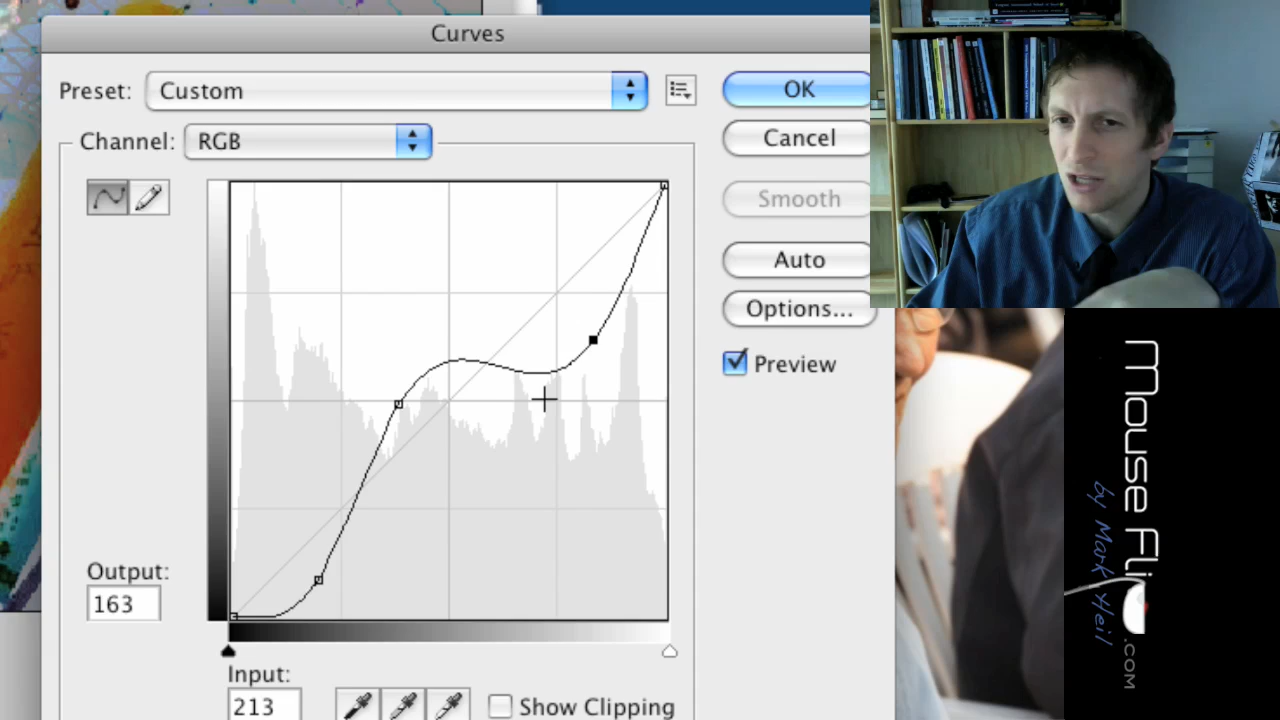 Curves
Preset: Custom
OK
Channel: RGB
Cancel
Smooth
Auto
Options...
Preview
Output:
163
Input:
213
Show Clipping
Mouse Fli
.COM
by Mark Heil